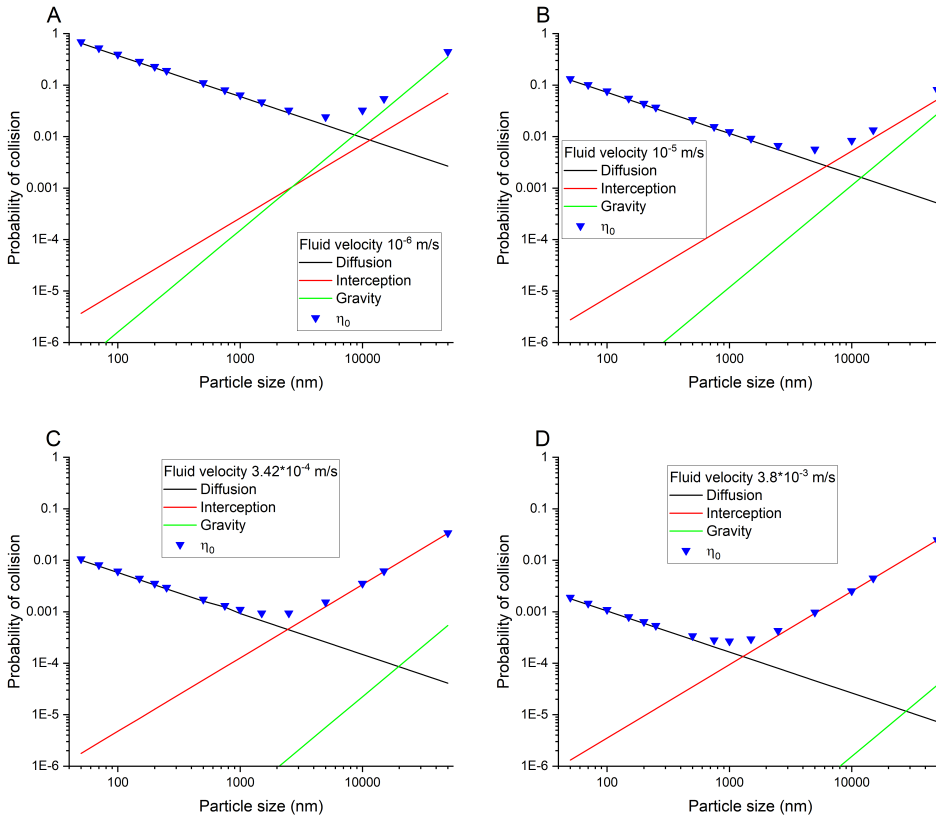 A
Probability of collision
1
0.1
0.01
0.001
1E-4
1E-5
1E-6
Fluid velocity 10⁻⁶ m/s
Diffusion
Interception
Gravity
η₀
100
1000
10000
Particle size (nm)
B
Probability of collision
1
0.1
0.01
0.001
1E-4
1E-5
1E-6
Fluid velocity 10⁻⁵ m/s
Diffusion
Interception
Gravity
η₀
100
1000
10000
Particle size (nm)
C
Probability of collision
1
0.1
0.01
0.001
1E-4
1E-5
1E-6
Fluid velocity 3.42*10⁻⁴ m/s
Diffusion
Interception
Gravity
η₀
100
1000
10000
Particle size (nm)
D
Probability of collision
1
0.1
0.01
0.001
1E-4
1E-5
1E-6
Fluid velocity 3.8*10⁻³ m/s
Diffusion
Interception
Gravity
η₀
100
1000
10000
Particle size (nm)